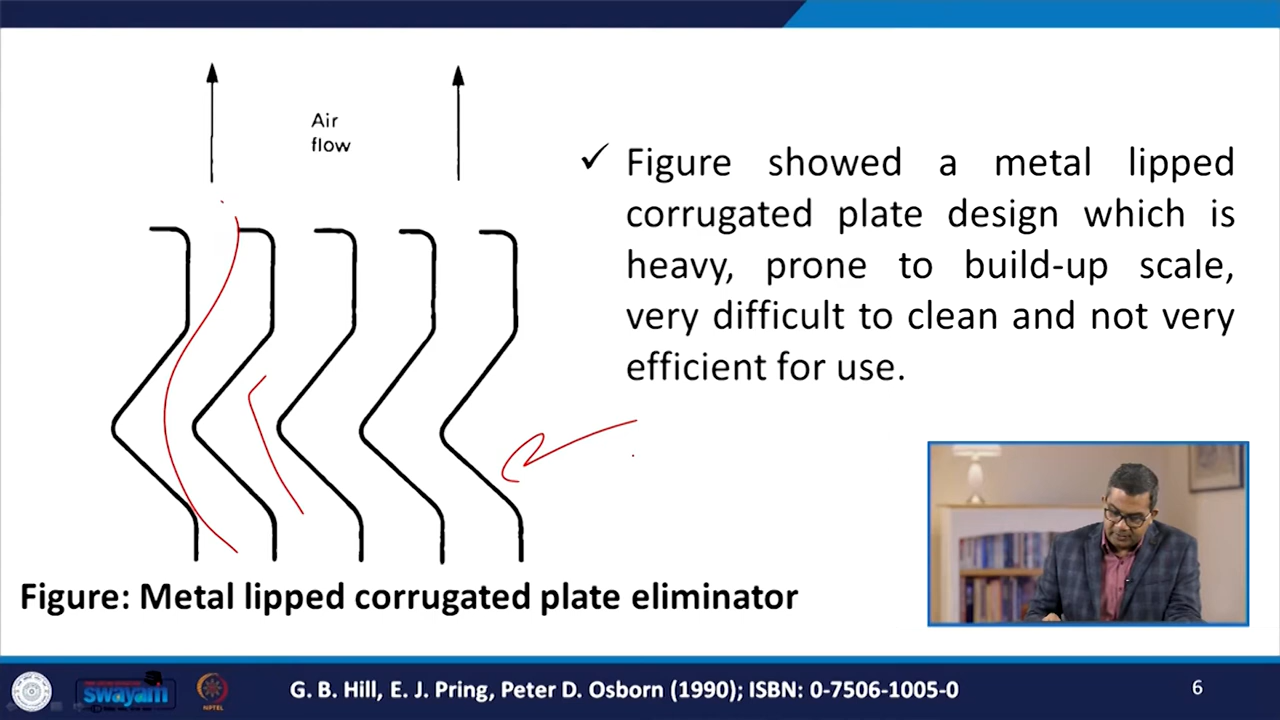 Air
flow
✓ Figure showed a metal lipped
corrugated plate design which is
heavy, prone to build-up scale,
very difficult to clean and not very
efficient for use.
Figure: Metal lipped corrugated plate eliminator
swayam
NPTEL
G. B. Hill, E. J. Pring, Peter D. Osborn (1990); ISBN: 0-7506-1005-0
6